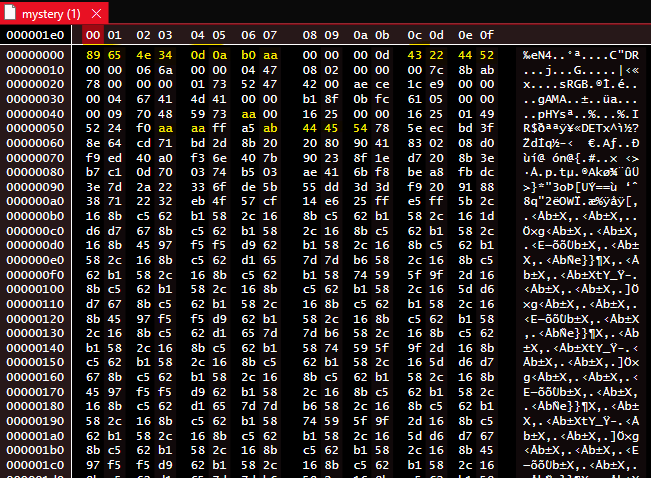 mystery (1) ×
000001e0 00 01 02 03 04 05 06 07 08 09 0a 0b 0c 0d 0e 0f
00000000 89 65 4e 34 0d 0a b0 aa 00 00 00 0d 43 22 44 52 ‰eN4..°ª....C"DR
00000010 00 00 06 6a 00 00 04 47 08 02 00 00 00 7c 8b ab ...j...G.....|‹«
00000020 78 00 00 00 01 73 52 47 42 00 ae ce 1c e9 00 00 x....sRGB.®Î.é..
00000030 00 04 67 41 4d 41 00 00 b1 8f 0b fc 61 05 00 00 ..gAMA..±..üa...
00000040 00 09 70 48 59 73 aa 00 16 25 00 00 16 25 01 49 ..pHYsª..%...%.I
00000050 52 24 f0 aa aa ff a5 ab 44 45 54 78 5e ec bd 3f R$ðªªÿ¥«DETx^ì½?
00000060 8e 64 cd 71 bd 2d 8b 20 20 80 90 41 83 02 08 d0
00000070 f9 ed 40 a0 f3 6e 40 7b 90 23 8f 1e d7 20 8b 3e
00000080 b7 c1 0d 70 03 74 b5 03 ae 41 6b f8 be a8 fb dc
00000090 3e 7d 2a 22 33 6f de 5b 55 dd 3d 3d f9 20 91 88
000000a0 38 71 22 32 eb 4f 57 cf 14 e6 25 ff e5 ff 5b 2c
000000b0 16 8b c5 62 b1 58 2c 16 8b c5 62 b1 58 2c 16 1d .‹Åb±X,.‹Åb±X,..
000000c0 d6 d7 67 8b c5 62 b1 58 2c 16 8b c5 62 b1 58 2c Ö×g‹Åb±X,.‹Åb±X,
000000d0 16 8b 45 97 f5 f5 d9 62 b1 58 2c 16 8b c5 62 b1 .‹E—õõÙb±X,.‹Åb±
000000e0 58 2c 16 8b c5 62 d1 65 7d 7d b6 58 2c 16 8b c5 X,.‹ÅbÑe}}¶X,.‹Å
000000f0 62 b1 58 2c 16 8b c5 62 b1 58 74 59 5f 9f 2d 16 b±X,.‹Åb±XtY_Ÿ-.
00000100 8b c5 62 b1 58 2c 16 8b c5 62 b1 58 2c 16 5d d6 ‹Åb±X,.‹Åb±X,.]Ö
00000110 d7 67 8b c5 62 b1 58 2c 16 8b c5 62 b1 58 2c 16 ×g‹Åb±X,.‹Åb±X,.
00000120 8b 45 97 f5 f5 d9 62 b1 58 2c 16 8b c5 62 b1 58 ‹E—õõÙb±X,.‹Åb±X
00000130 2c 16 8b c5 62 d1 65 7d 7d b6 58 2c 16 8b c5 62 ,.‹ÅbÑe}}¶X,.‹Åb
00000140 b1 58 2c 16 8b c5 62 b1 58 74 59 5f 9f 2d 16 8b ±X,.‹Åb±XtY_Ÿ-.‹
00000150 c5 62 b1 58 2c 16 8b c5 62 b1 58 2c 16 5d d6 d7 Åb±X,.‹Åb±X,.]Ö×
00000160 67 8b c5 62 b1 58 2c 16 8b c5 62 b1 58 2c 16 8b g‹Åb±X,.‹Åb±X,.‹
00000170 45 97 f5 f5 d9 62 b1 58 2c 16 8b c5 62 b1 58 2c E—õõÙb±X,.‹Åb±X,
00000180 16 8b c5 62 d1 65 7d 7d b6 58 2c 16 8b c5 62 b1 .‹ÅbÑe}}¶X,.‹Åb±
00000190 58 2c 16 8b c5 62 b1 58 74 59 5f 9f 2d 16 8b c5 X,.‹Åb±XtY_Ÿ-.‹Å
000001a0 62 b1 58 2c 16 8b c5 62 b1 58 2c 16 5d d6 d7 67 b±X,.‹Åb±X,.]Ö×g
000001b0 8b c5 62 b1 58 2c 16 8b c5 62 b1 58 2c 16 8b 45 ‹Åb±X,.‹Åb±X,.‹E
000001c0 97 f5 f5 d9 62 b1 58 2c 16 8b c5 62 b1 58 2c 16 —õõÙb±X,.‹Åb±X,.